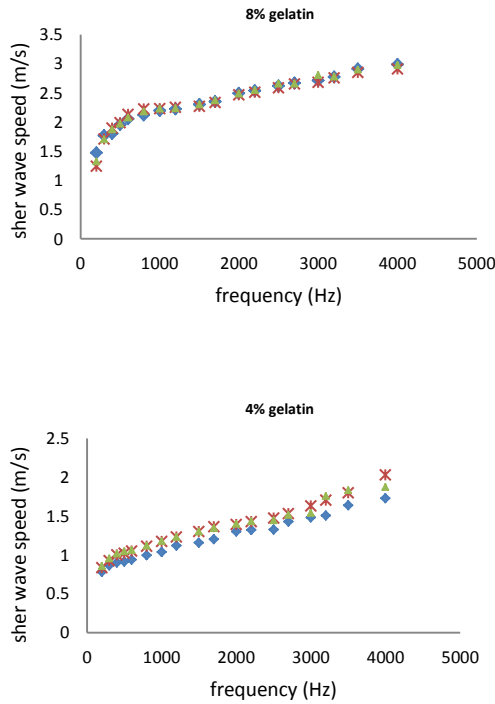 8% gelatin
3.5
3
2.5
2
1.5
1
0.5
0
sher wave speed (m/s)
0 1000 2000 3000 4000 5000
frequency (Hz)
4% gelatin
2.5
2
1.5
1
0.5
0
sher wave speed (m/s)
0 1000 2000 3000 4000 5000
frequency (Hz)